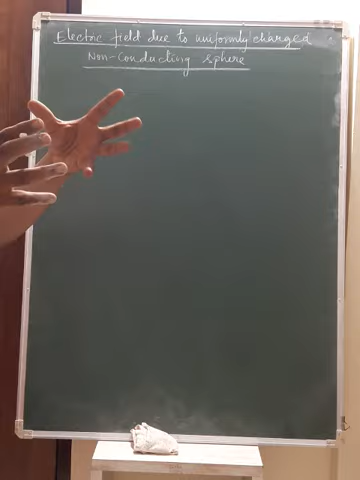 Electric field due to uniformly charged
Non-Conducting sphere